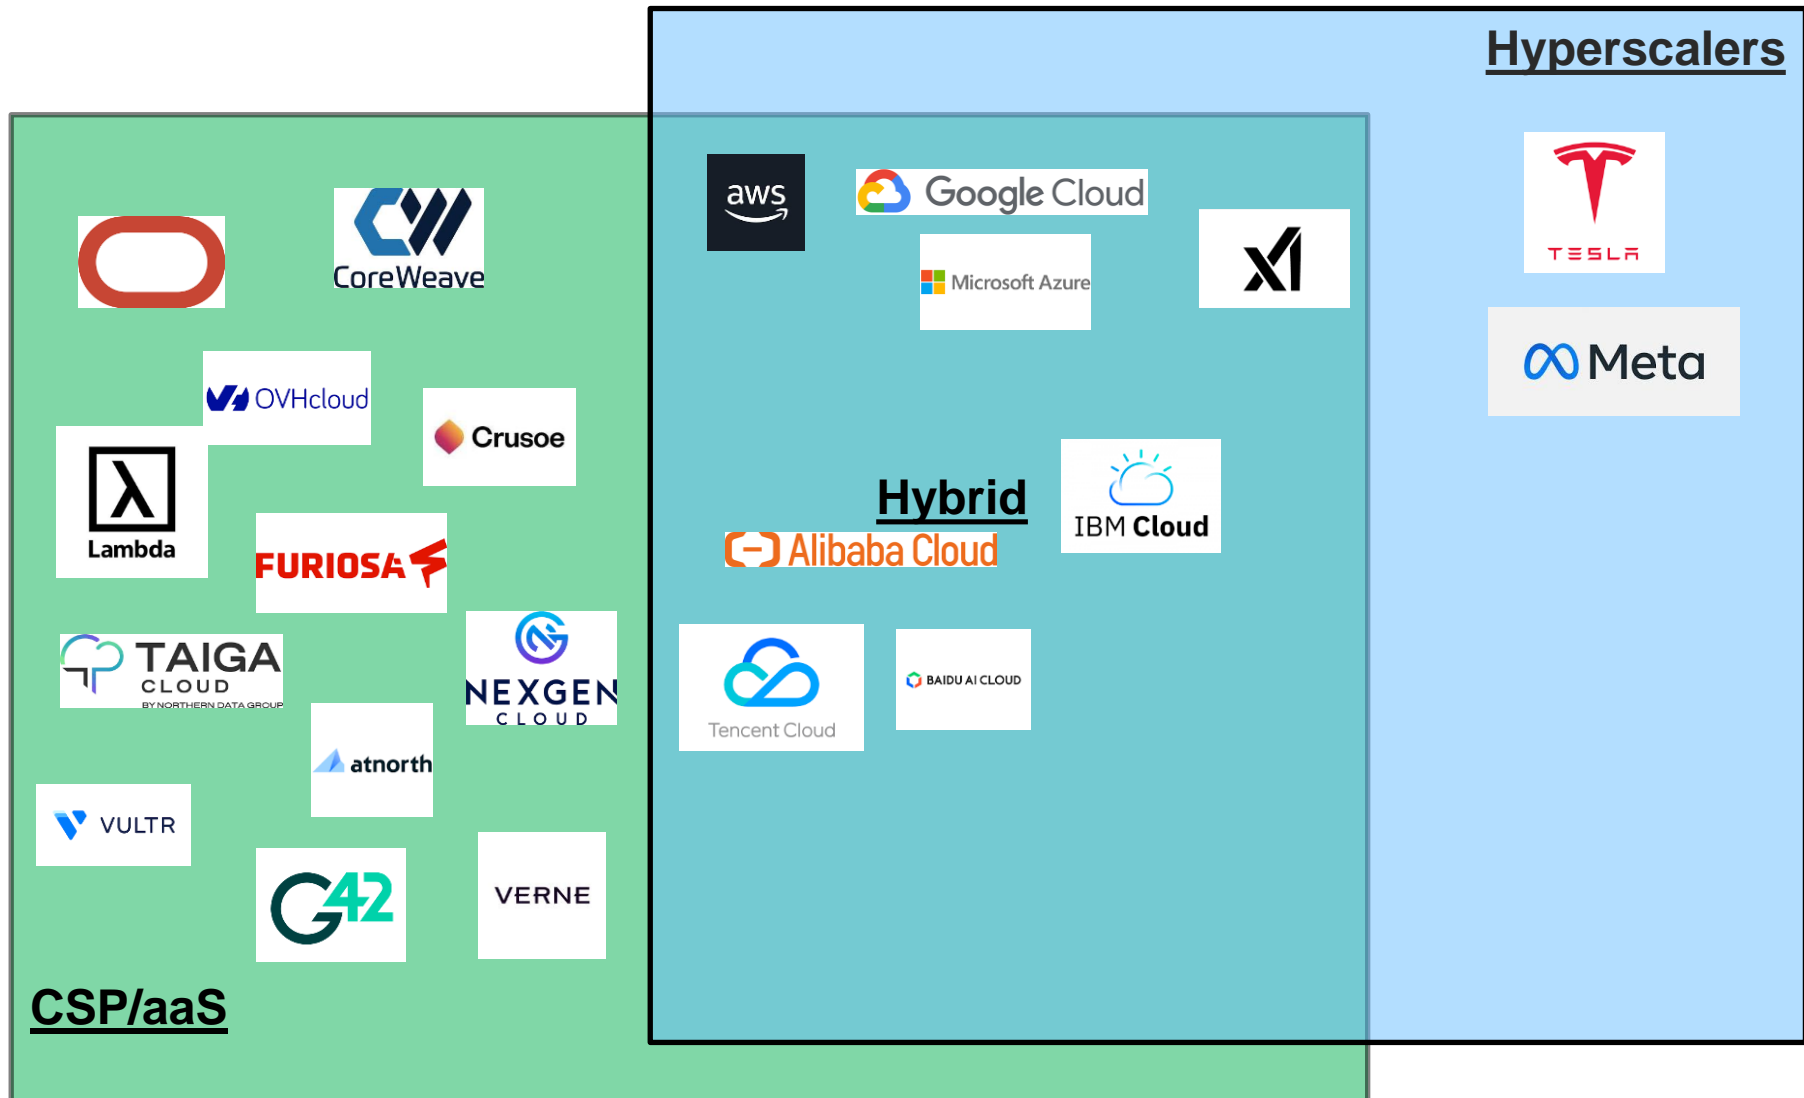 Hyperscalers
aws
Google Cloud
Microsoft Azure
xI
TESLA
Meta
CoreWeave
OVHcloud
Crusoe
λ
Lambda
FURIOSA
Hybrid
IBM Cloud
Alibaba Cloud
TAIGA
CLOUD
BY NORTHERN DATA GROUP
NEXGEN
CLOUD
Tencent Cloud
BAIDU AI CLOUD
atnorth
VULTR
G42
VERNE
CSP/aaS